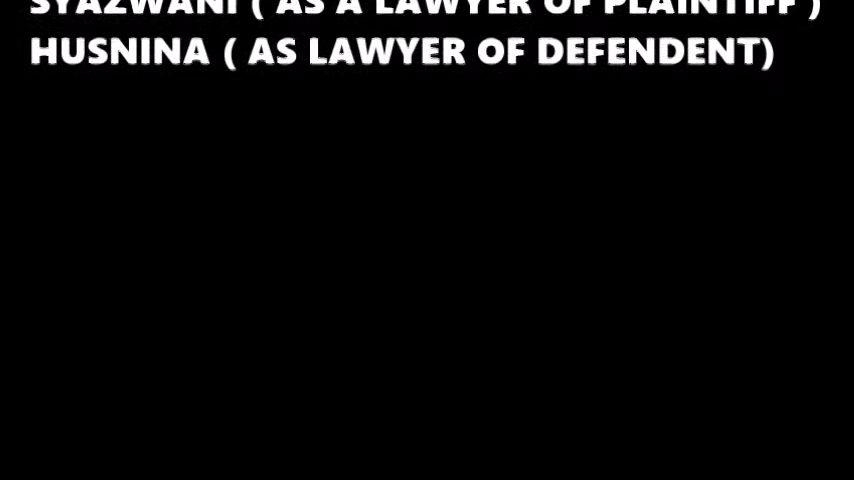 SYAZWANI ( AS A LAWYER OF PLAINTIFF )
HUSNINA ( AS LAWYER OF DEFENDENT)